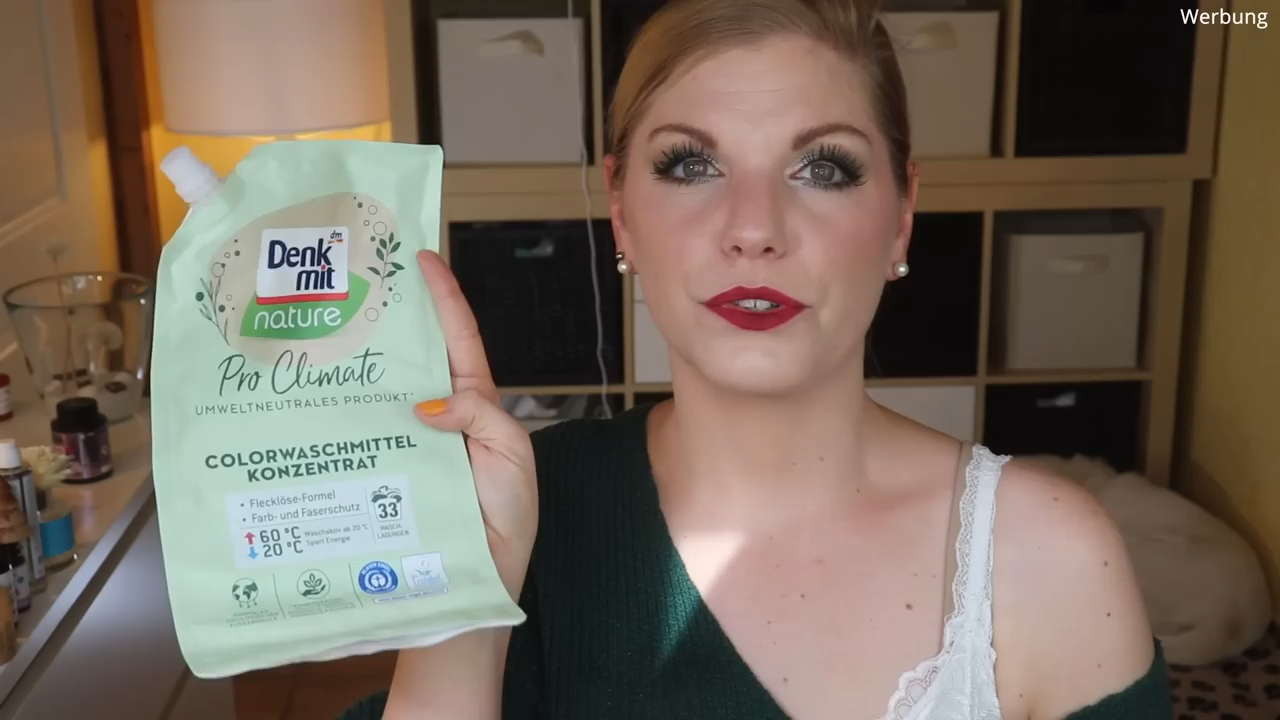 Werbung
dm
Denk
mit
nature
Pro Climate
UMWELTNEUTRALES PRODUKT*
COLORWASCHMITTEL
KONZENTRAT
• Flecklöse-Formel
• Farb- und Faserschutz
33
WASCH-
LADUNGEN
60 °C
20 °C
Waschaktiv ab 20 °C
Spart Energie